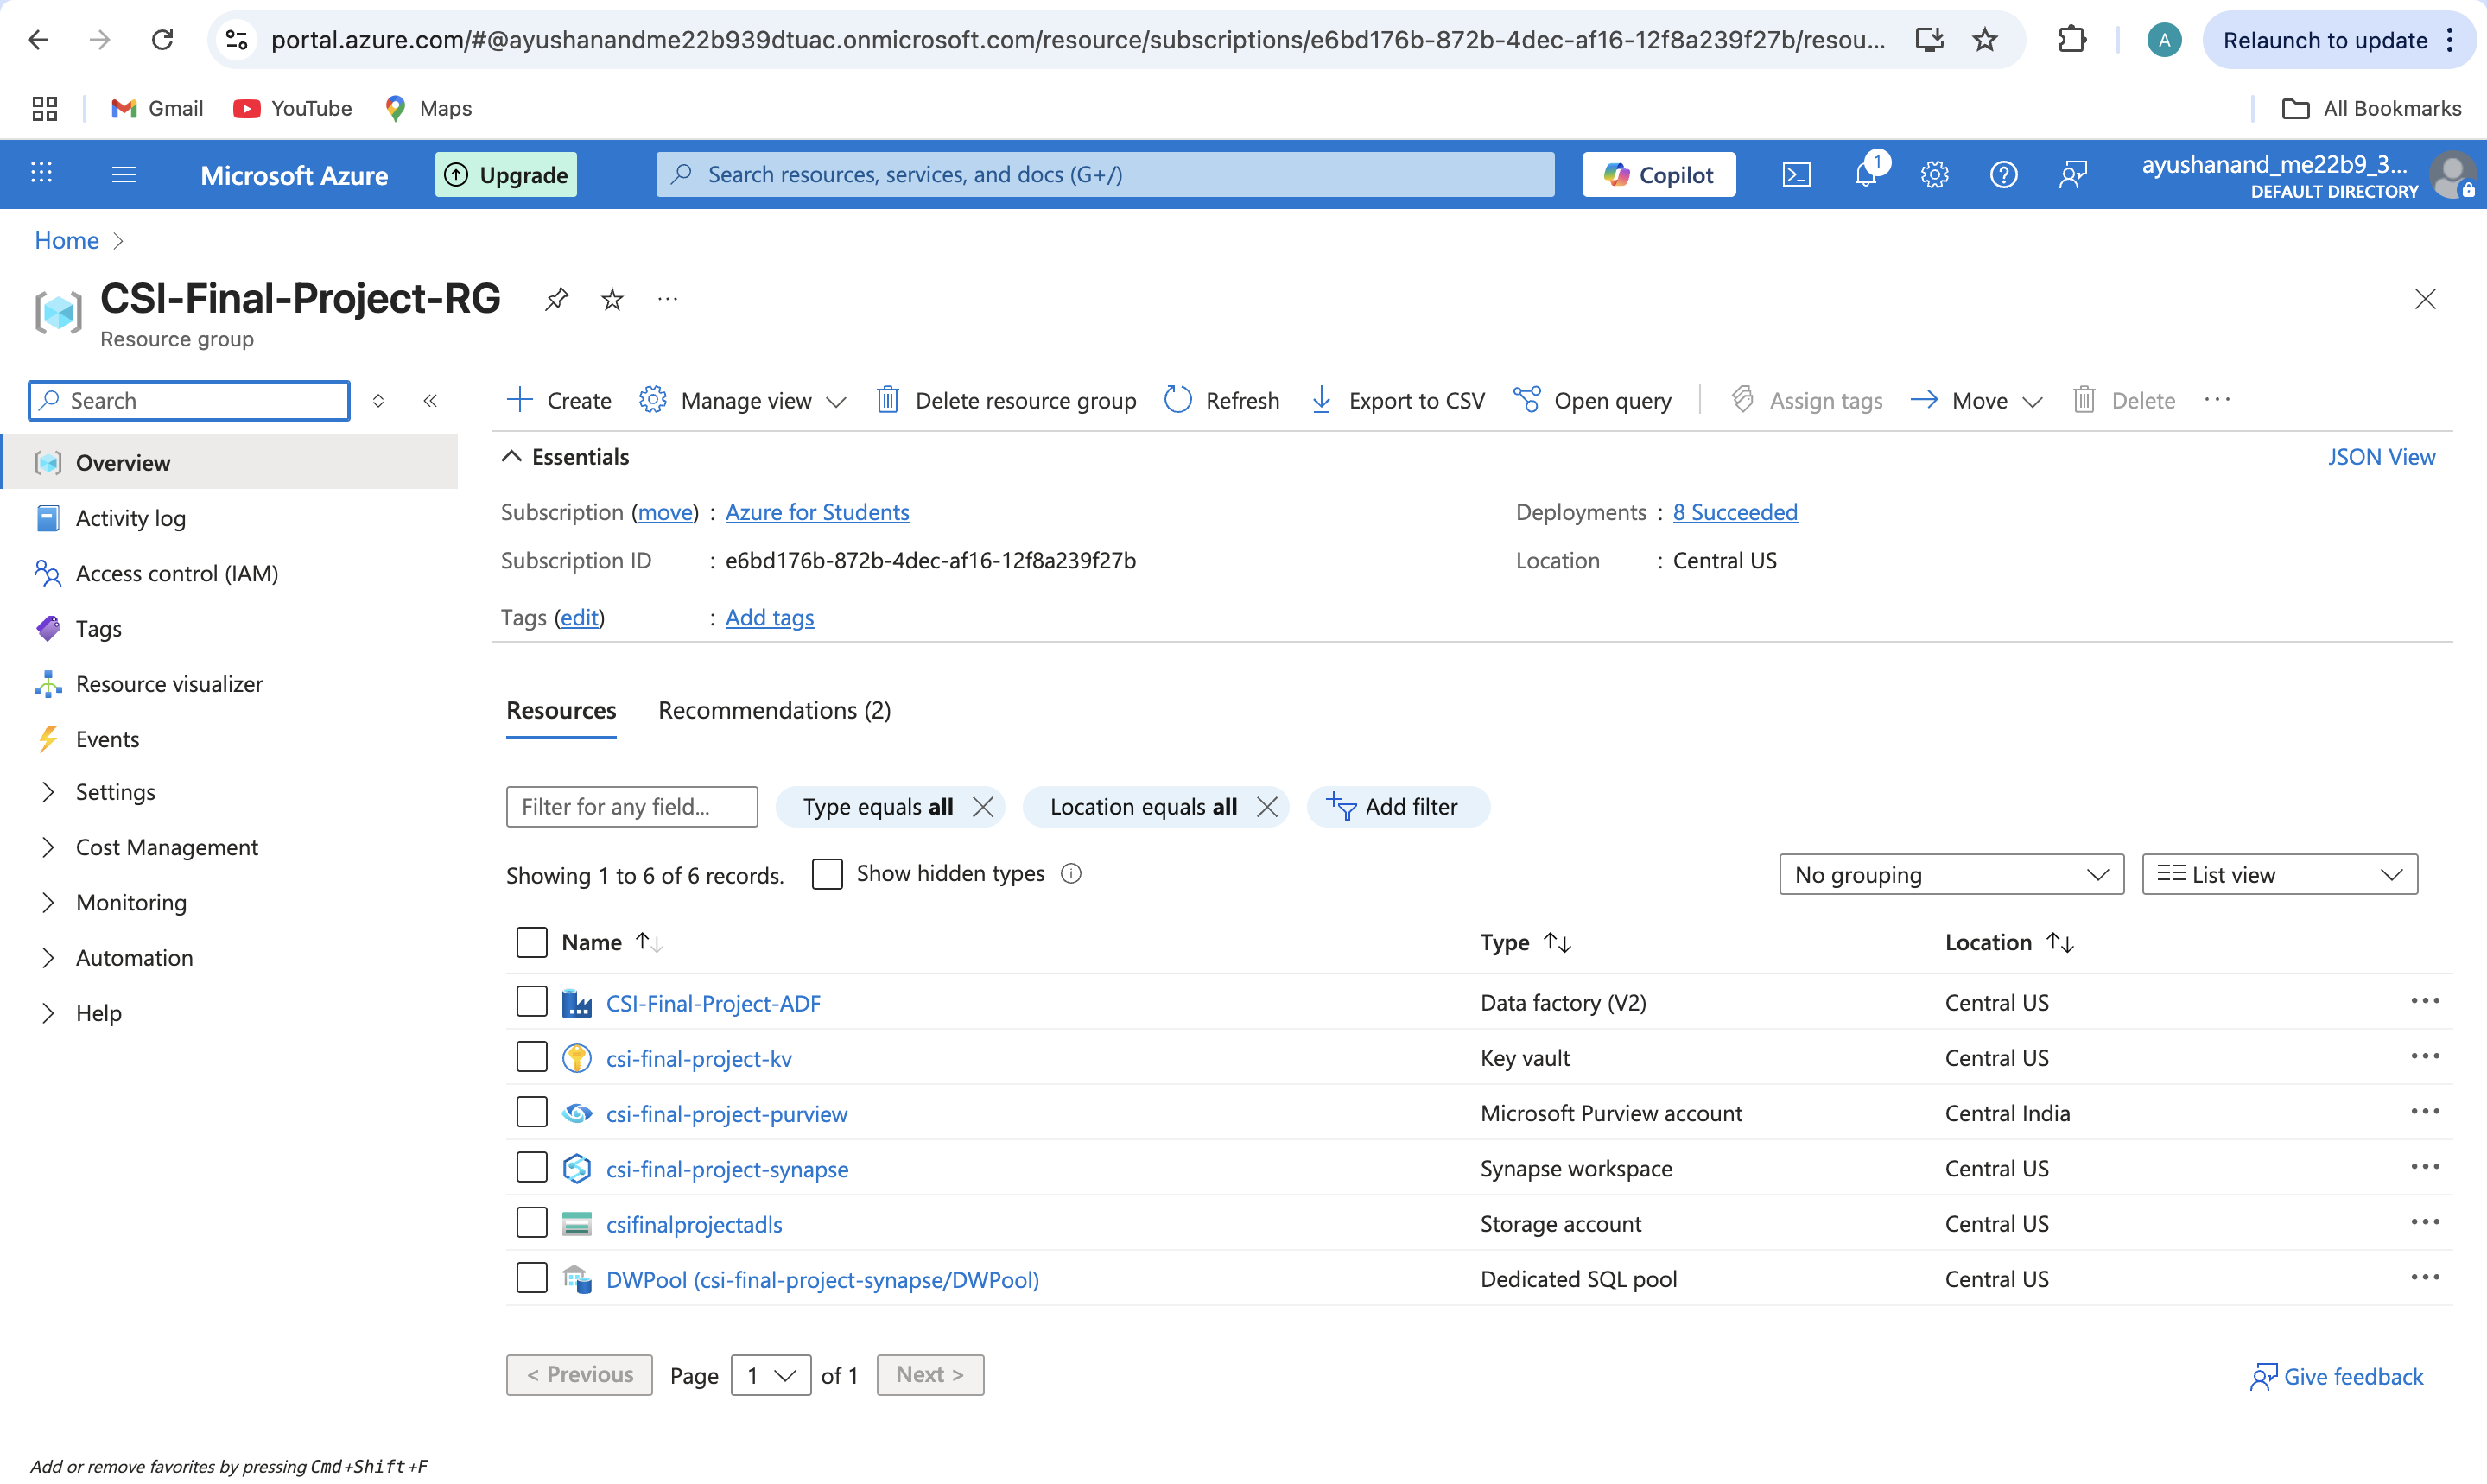 portal.azure.com/#@ayushanandme22b939dtuac.onmicrosoft.com/resource/subscriptions/e6bd176b-872b-4dec-af16-12f8a239f27b/resou...
A
Relaunch to update
Gmail
YouTube
Maps
All Bookmarks
Microsoft Azure
Upgrade
Search resources, services, and docs (G+/)
Copilot
1
ayushanand_me22b9_3...
DEFAULT DIRECTORY
Home
CSI-Final-Project-RG
Resource group
Search
Create
Manage view
Delete resource group
Refresh
Export to CSV
Open query
Assign tags
Move
Delete
Overview
Activity log
Access control (IAM)
Tags
Resource visualizer
Events
Settings
Cost Management
Monitoring
Automation
Help
Essentials
JSON View
Subscription (move) : Azure for Students
Subscription ID : e6bd176b-872b-4dec-af16-12f8a239f27b
Tags (edit) : Add tags
Deployments : 8 Succeeded
Location : Central US
Resources
Recommendations (2)
Filter for any field...
Type equals all
Location equals all
Add filter
Showing 1 to 6 of 6 records.
Show hidden types
No grouping
List view
Name Type Location
CSI-Final-Project-ADF Data factory (V2) Central US
csi-final-project-kv Key vault Central US
csi-final-project-purview Microsoft Purview account Central India
csi-final-project-synapse Synapse workspace Central US
csifinalprojectadls Storage account Central US
DWPool (csi-final-project-synapse/DWPool) Dedicated SQL pool Central US
< Previous Page 1 of 1 Next >
Give feedback
Add or remove favorites by pressing Cmd+Shift+F